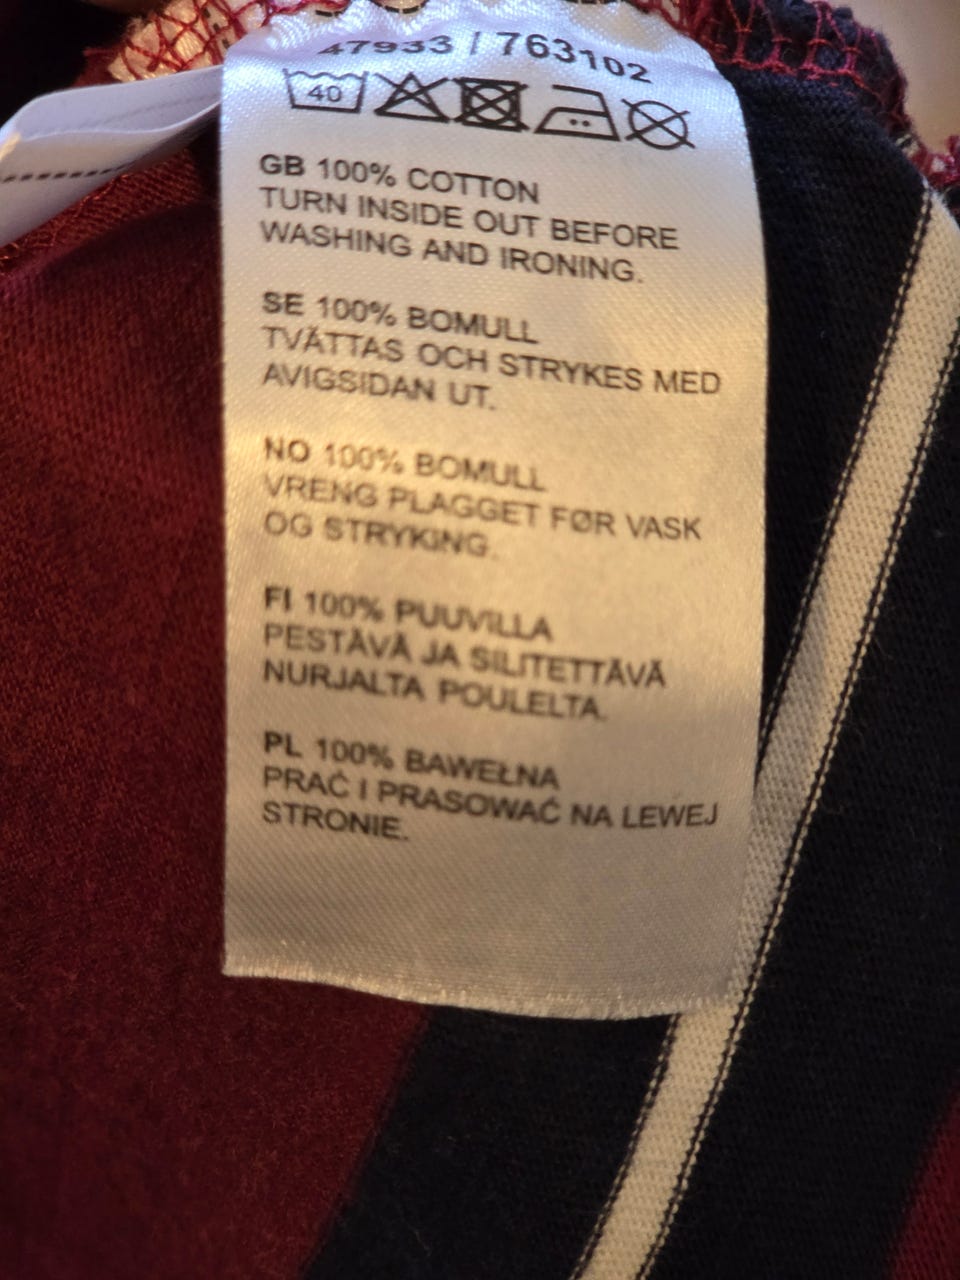 47933 / 763102
40
GB 100% COTTON
TURN INSIDE OUT BEFORE
WASHING AND IRONING.
SE 100% BOMULL
TVÄTTAS OCH STRYKES MED
AVIGSIDAN UT.
NO 100% BOMULL
VRENG PLAGGET FØR VASK
OG STRYKING.
FI 100% PUUVILLA
PESTÄVÄ JA SILITETTÄVÄ
NURJALTA POULELTA.
PL 100% BAWEŁNA
PRAĆ I PRASOWAĆ NA LEWEJ
STRONIE.